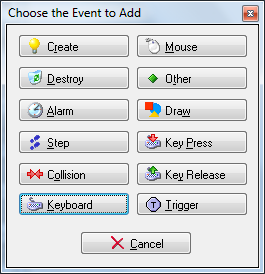 Choose the Event to Add
Create
Mouse
Destroy
Other
Alarm
Draw
Step
Key Press
Collision
Key Release
Keyboard
Trigger
Cancel